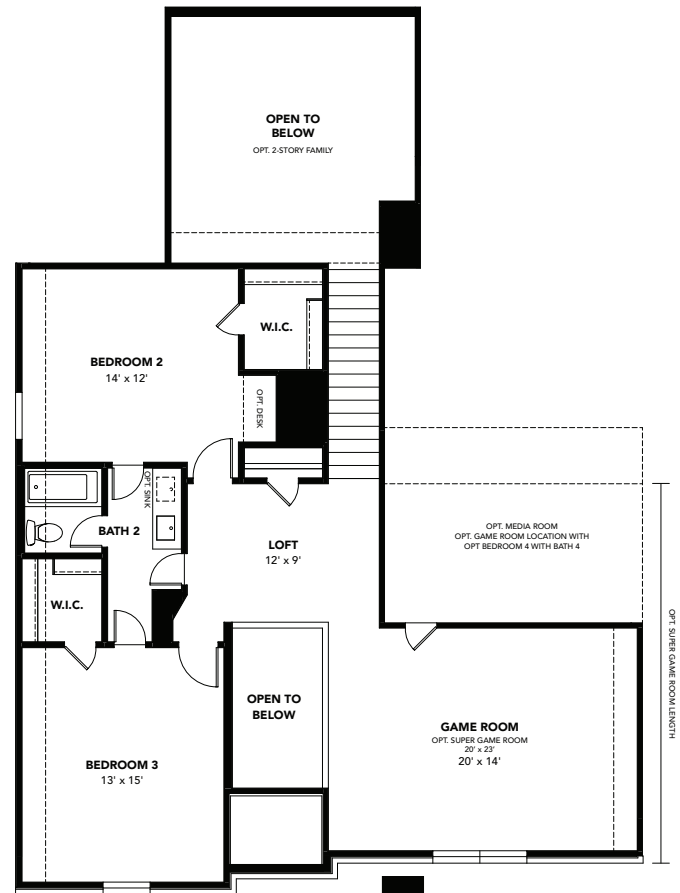 OPEN TO
BELOW
OPT. 2-STORY FAMILY
W.I.C.
BEDROOM 2
14' x 12'
OPT. DESK
OPT. SINK
BATH 2
LOFT
12' x 9'
OPT. MEDIA ROOM
OPT. GAME ROOM LOCATION WITH
OPT BEDROOM 4 WITH BATH 4
W.I.C.
OPT. SUPER GAME ROOM LENGTH
OPEN TO
BELOW
GAME ROOM
OPT. SUPER GAME ROOM
20' x 23'
20' x 14'
BEDROOM 3
13' x 15'